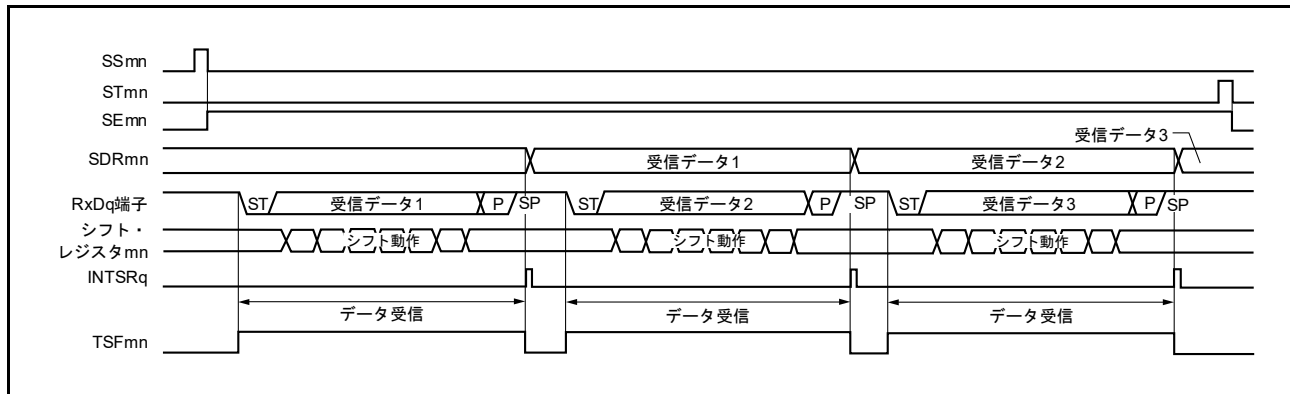 SSmn
STmn
SEmn
受信データ3
SDRmn 受信データ1 受信データ2
RxDq端子 ST 受信データ1 P SP ST 受信データ2 P SP ST 受信データ3 P SP
シフト・
レジスタmn シフト動作 シフト動作 シフト動作
INTSRq
データ受信 データ受信 データ受信
TSFmn